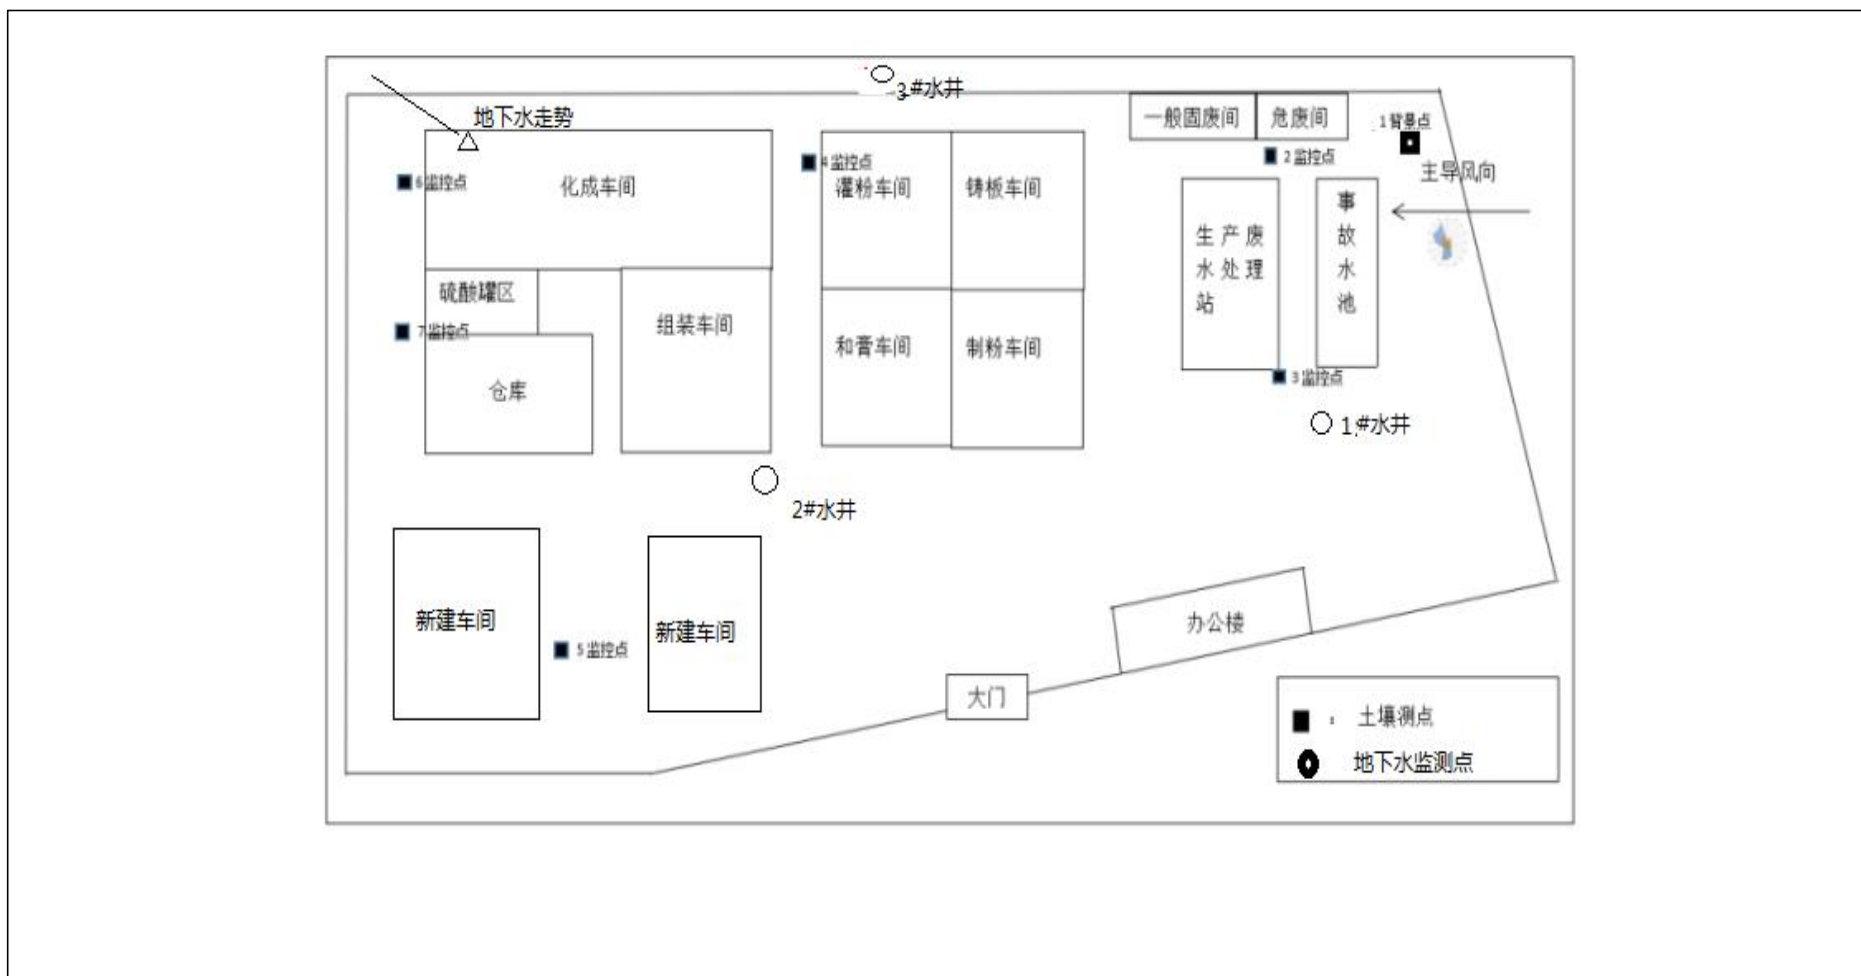 3.#水井
地下水走势
一般固废间
危废间
1背景点
4监控点
2监控点
主导风向
6监控点
化成车间
灌粉车间
铸板车间
事
故
水
池
生产废
水处理
站
硫酸罐区
组装车间
7监控点
和膏车间
制粉车间
3监控点
仓库
1.#水井
2#水井
新建车间
新建车间
5监控点
办公楼
大门
: 土壤测点
地下水监测点